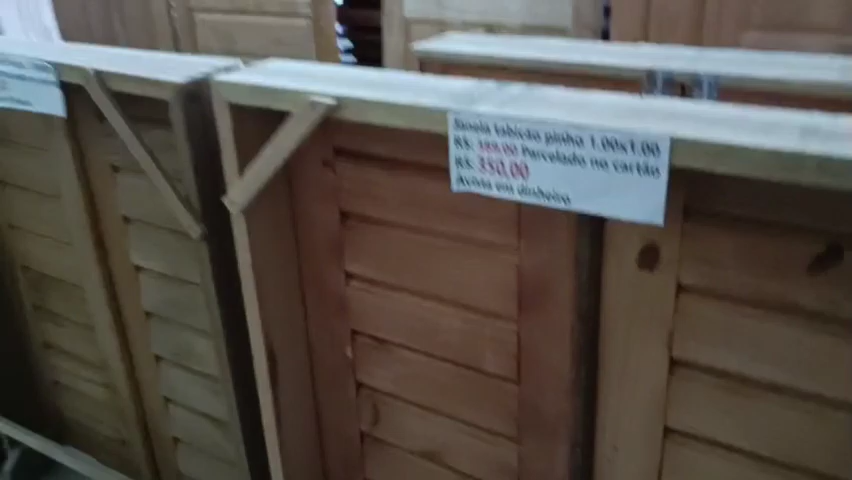 Janela tabicão pinho 1.00x1.00
R$: Parcelado no cartão
R$: 350,00
Avista em dinheiro